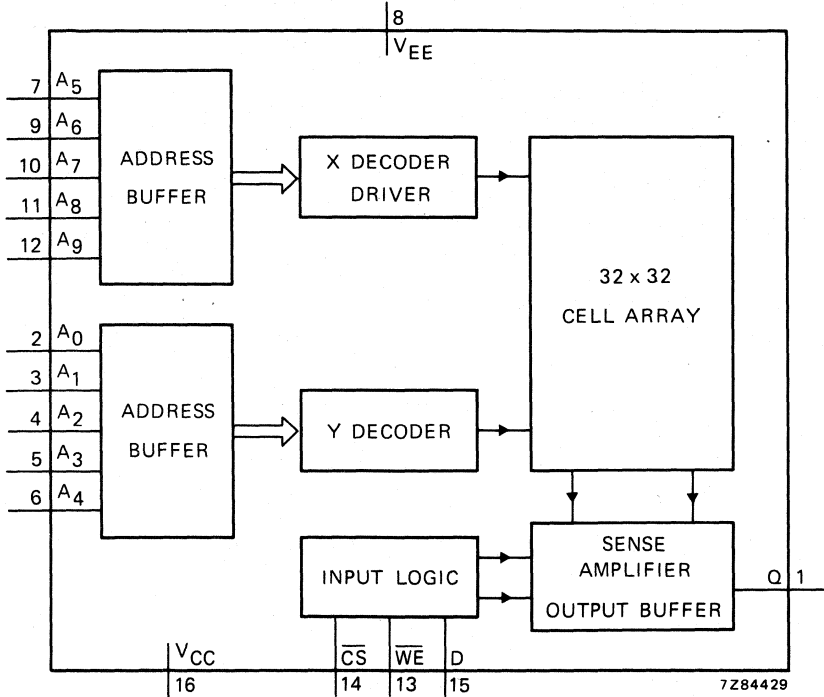 8
VEE
7 A5
9 A6
10 A7
11 A8
12 A9
ADDRESS
BUFFER
X DECODER
DRIVER
32 x 32
CELL ARRAY
2 A0
3 A1
4 A2
5 A3
6 A4
ADDRESS
BUFFER
Y DECODER
INPUT LOGIC
SENSE
AMPLIFIER
OUTPUT BUFFER
Q 1
VCC
16
C̅S̅
14
W̅E̅
13
D
15
7Z84429